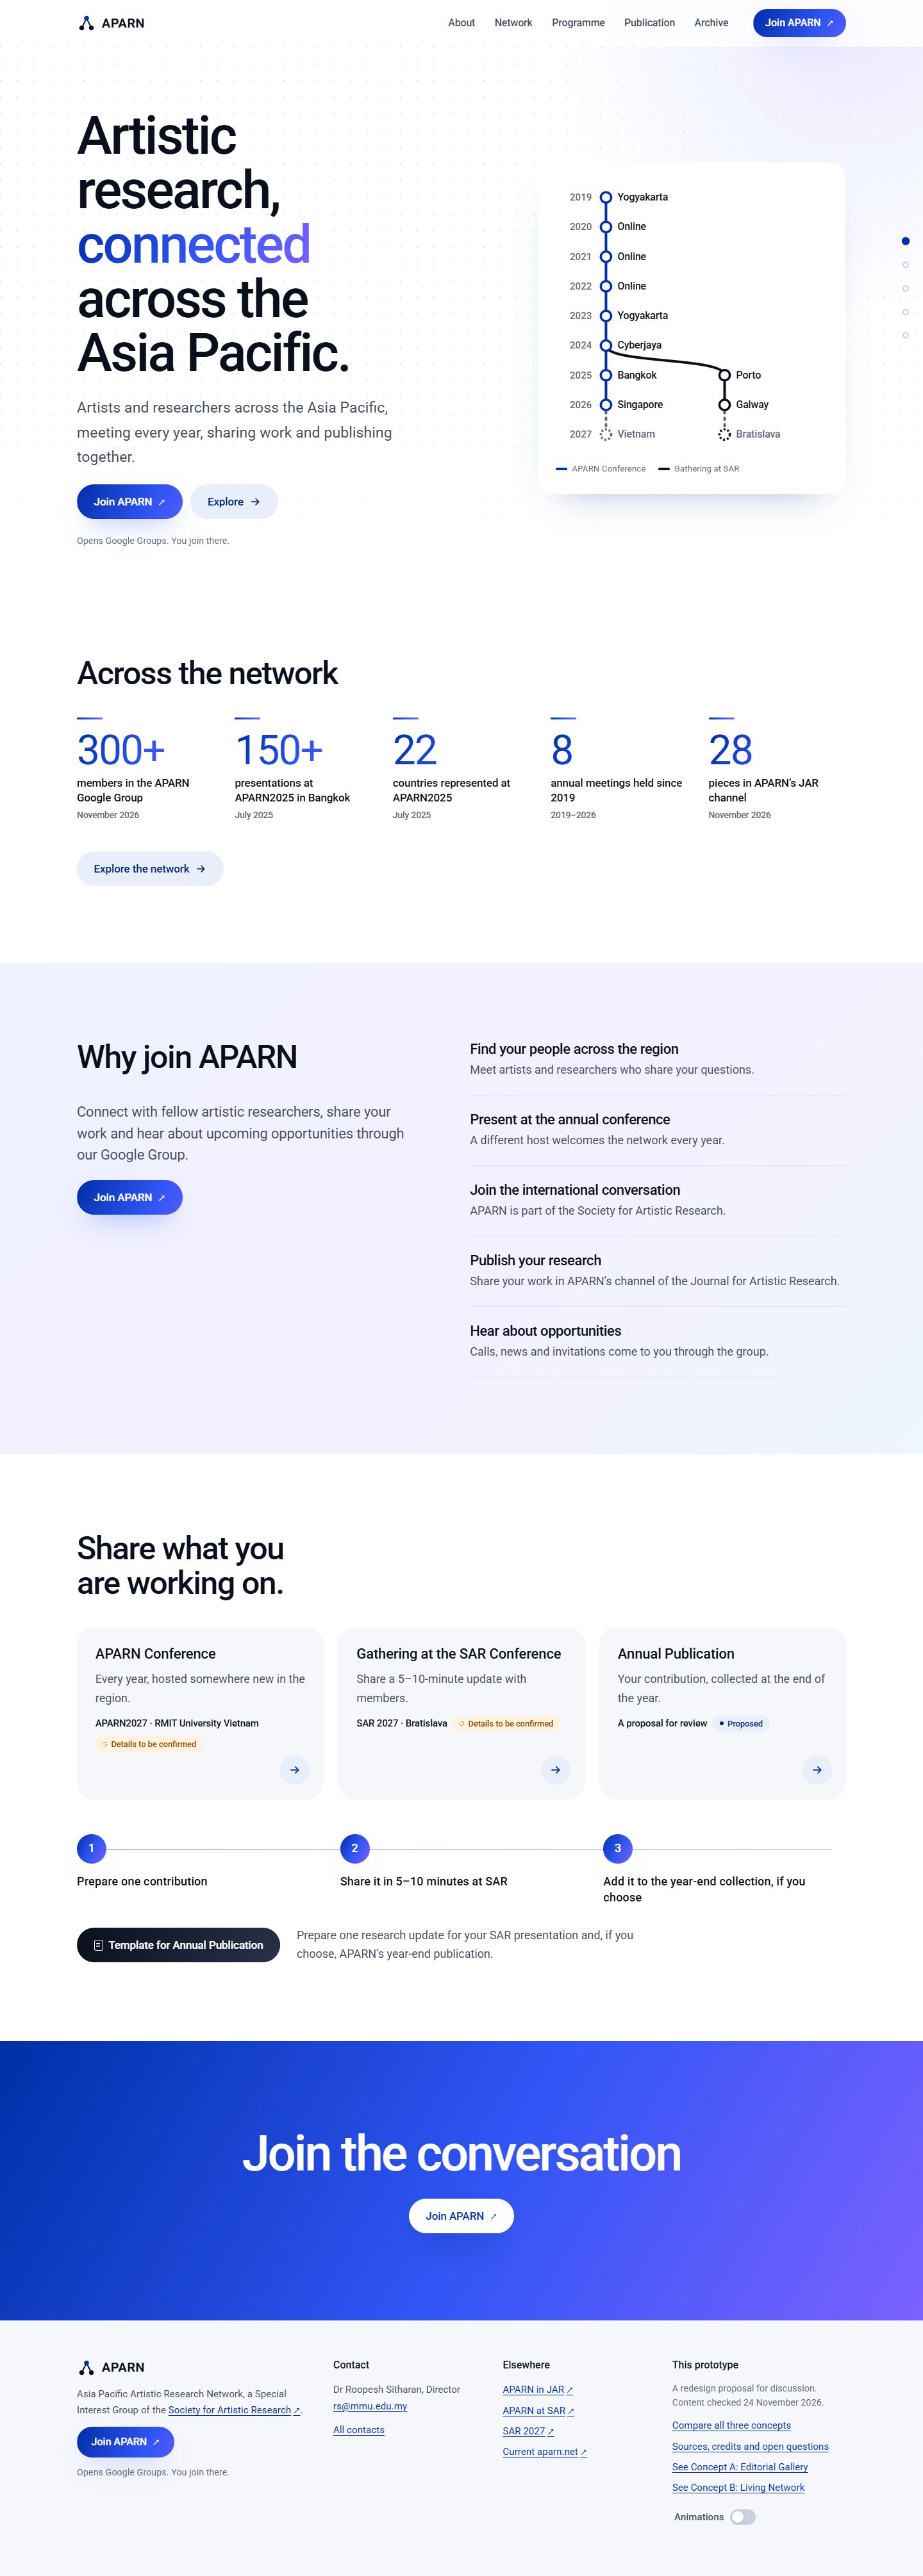 APARN
About Network Programme Publication Archive Join APARN ↗
Artistic
research,
connected
across the
Asia Pacific.
Artists and researchers across the Asia Pacific,
meeting every year, sharing work and publishing
together.
Join APARN ↗ Explore →
Opens Google Groups. You join there.
2019 Yogyakarta
2020 Online
2021 Online
2022 Online
2023 Yogyakarta
2024 Cyberjaya
2025 Bangkok Porto
2026 Singapore Galway
2027 Vietnam Bratislava
APARN Conference Gathering at SAR
Across the network
300+
members in the APARN
Google Group
November 2026
150+
presentations at
APARN2025 in Bangkok
July 2025
22
countries represented at
APARN2025
July 2025
8
annual meetings held since
2019
2019–2026
28
pieces in APARN’s JAR
channel
November 2026
Explore the network →
Why join APARN
Connect with fellow artistic researchers, share your
work and hear about upcoming opportunities through
our Google Group.
Join APARN ↗
Find your people across the region
Meet artists and researchers who share your questions.
Present at the annual conference
A different host welcomes the network every year.
Join the international conversation
APARN is part of the Society for Artistic Research.
Publish your research
Share your work in APARN’s channel of the Journal for Artistic Research.
Hear about opportunities
Calls, news and invitations come to you through the group.
Share what you
are working on.
APARN Conference
Every year, hosted somewhere new in the
region.
APARN2027 · RMIT University Vietnam
Details to be confirmed
→
Gathering at the SAR Conference
Share a 5–10-minute update with
members.
SAR 2027 · Bratislava Details to be confirmed
→
Annual Publication
Your contribution, collected at the end of
the year.
A proposal for review Proposed
→
1
Prepare one contribution
2
Share it in 5–10 minutes at SAR
3
Add it to the year-end collection, if you
choose
Template for Annual Publication
Prepare one research update for your SAR presentation and, if you
choose, APARN’s year-end publication.
Join the conversation
Join APARN ↗
APARN
Asia Pacific Artistic Research Network, a Special
Interest Group of the Society for Artistic Research ↗.
Join APARN ↗
Opens Google Groups. You join there.
Contact
Dr Roopesh Sitharan, Director
rs@mmu.edu.my
All contacts
Elsewhere
APARN in JAR ↗
APARN at SAR ↗
SAR 2027 ↗
Current aparn.net ↗
This prototype
A redesign proposal for discussion.
Content checked 24 November 2026.
Compare all three concepts
Sources, credits and open questions
See Concept A: Editorial Gallery
See Concept B: Living Network
Animations